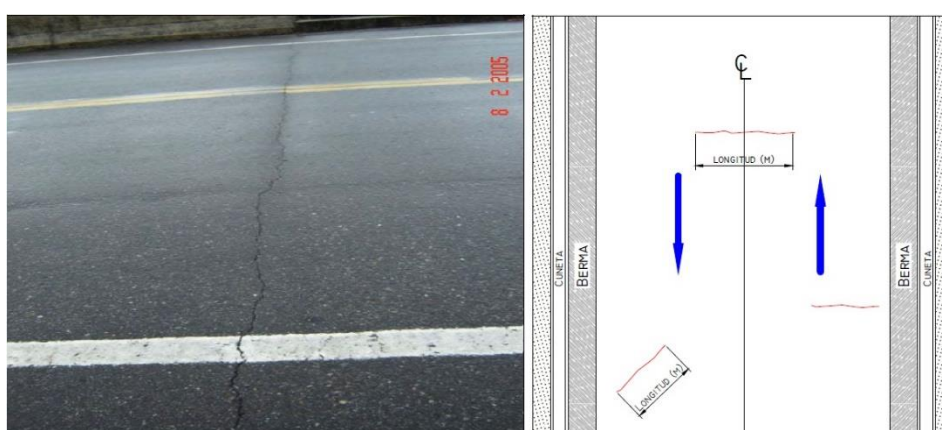 8 2 2005
CL
LONGITUD (M)
CUNETA
BERMA
BERMA
CUNETA
LONGITUD (M)